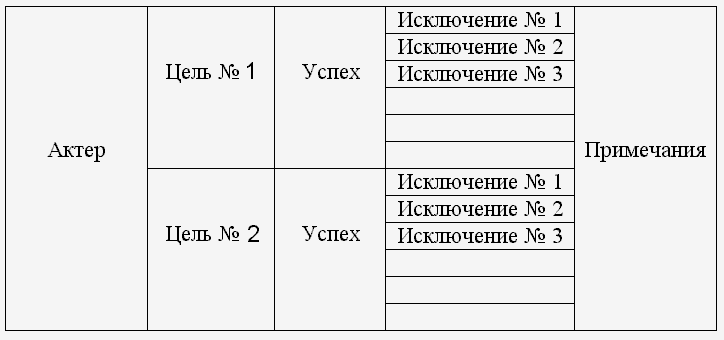 Актер
Цель № 1
Успех
Исключение № 1
Исключение № 2
Исключение № 3
Цель № 2
Успех
Исключение № 1
Исключение № 2
Исключение № 3
Примечания